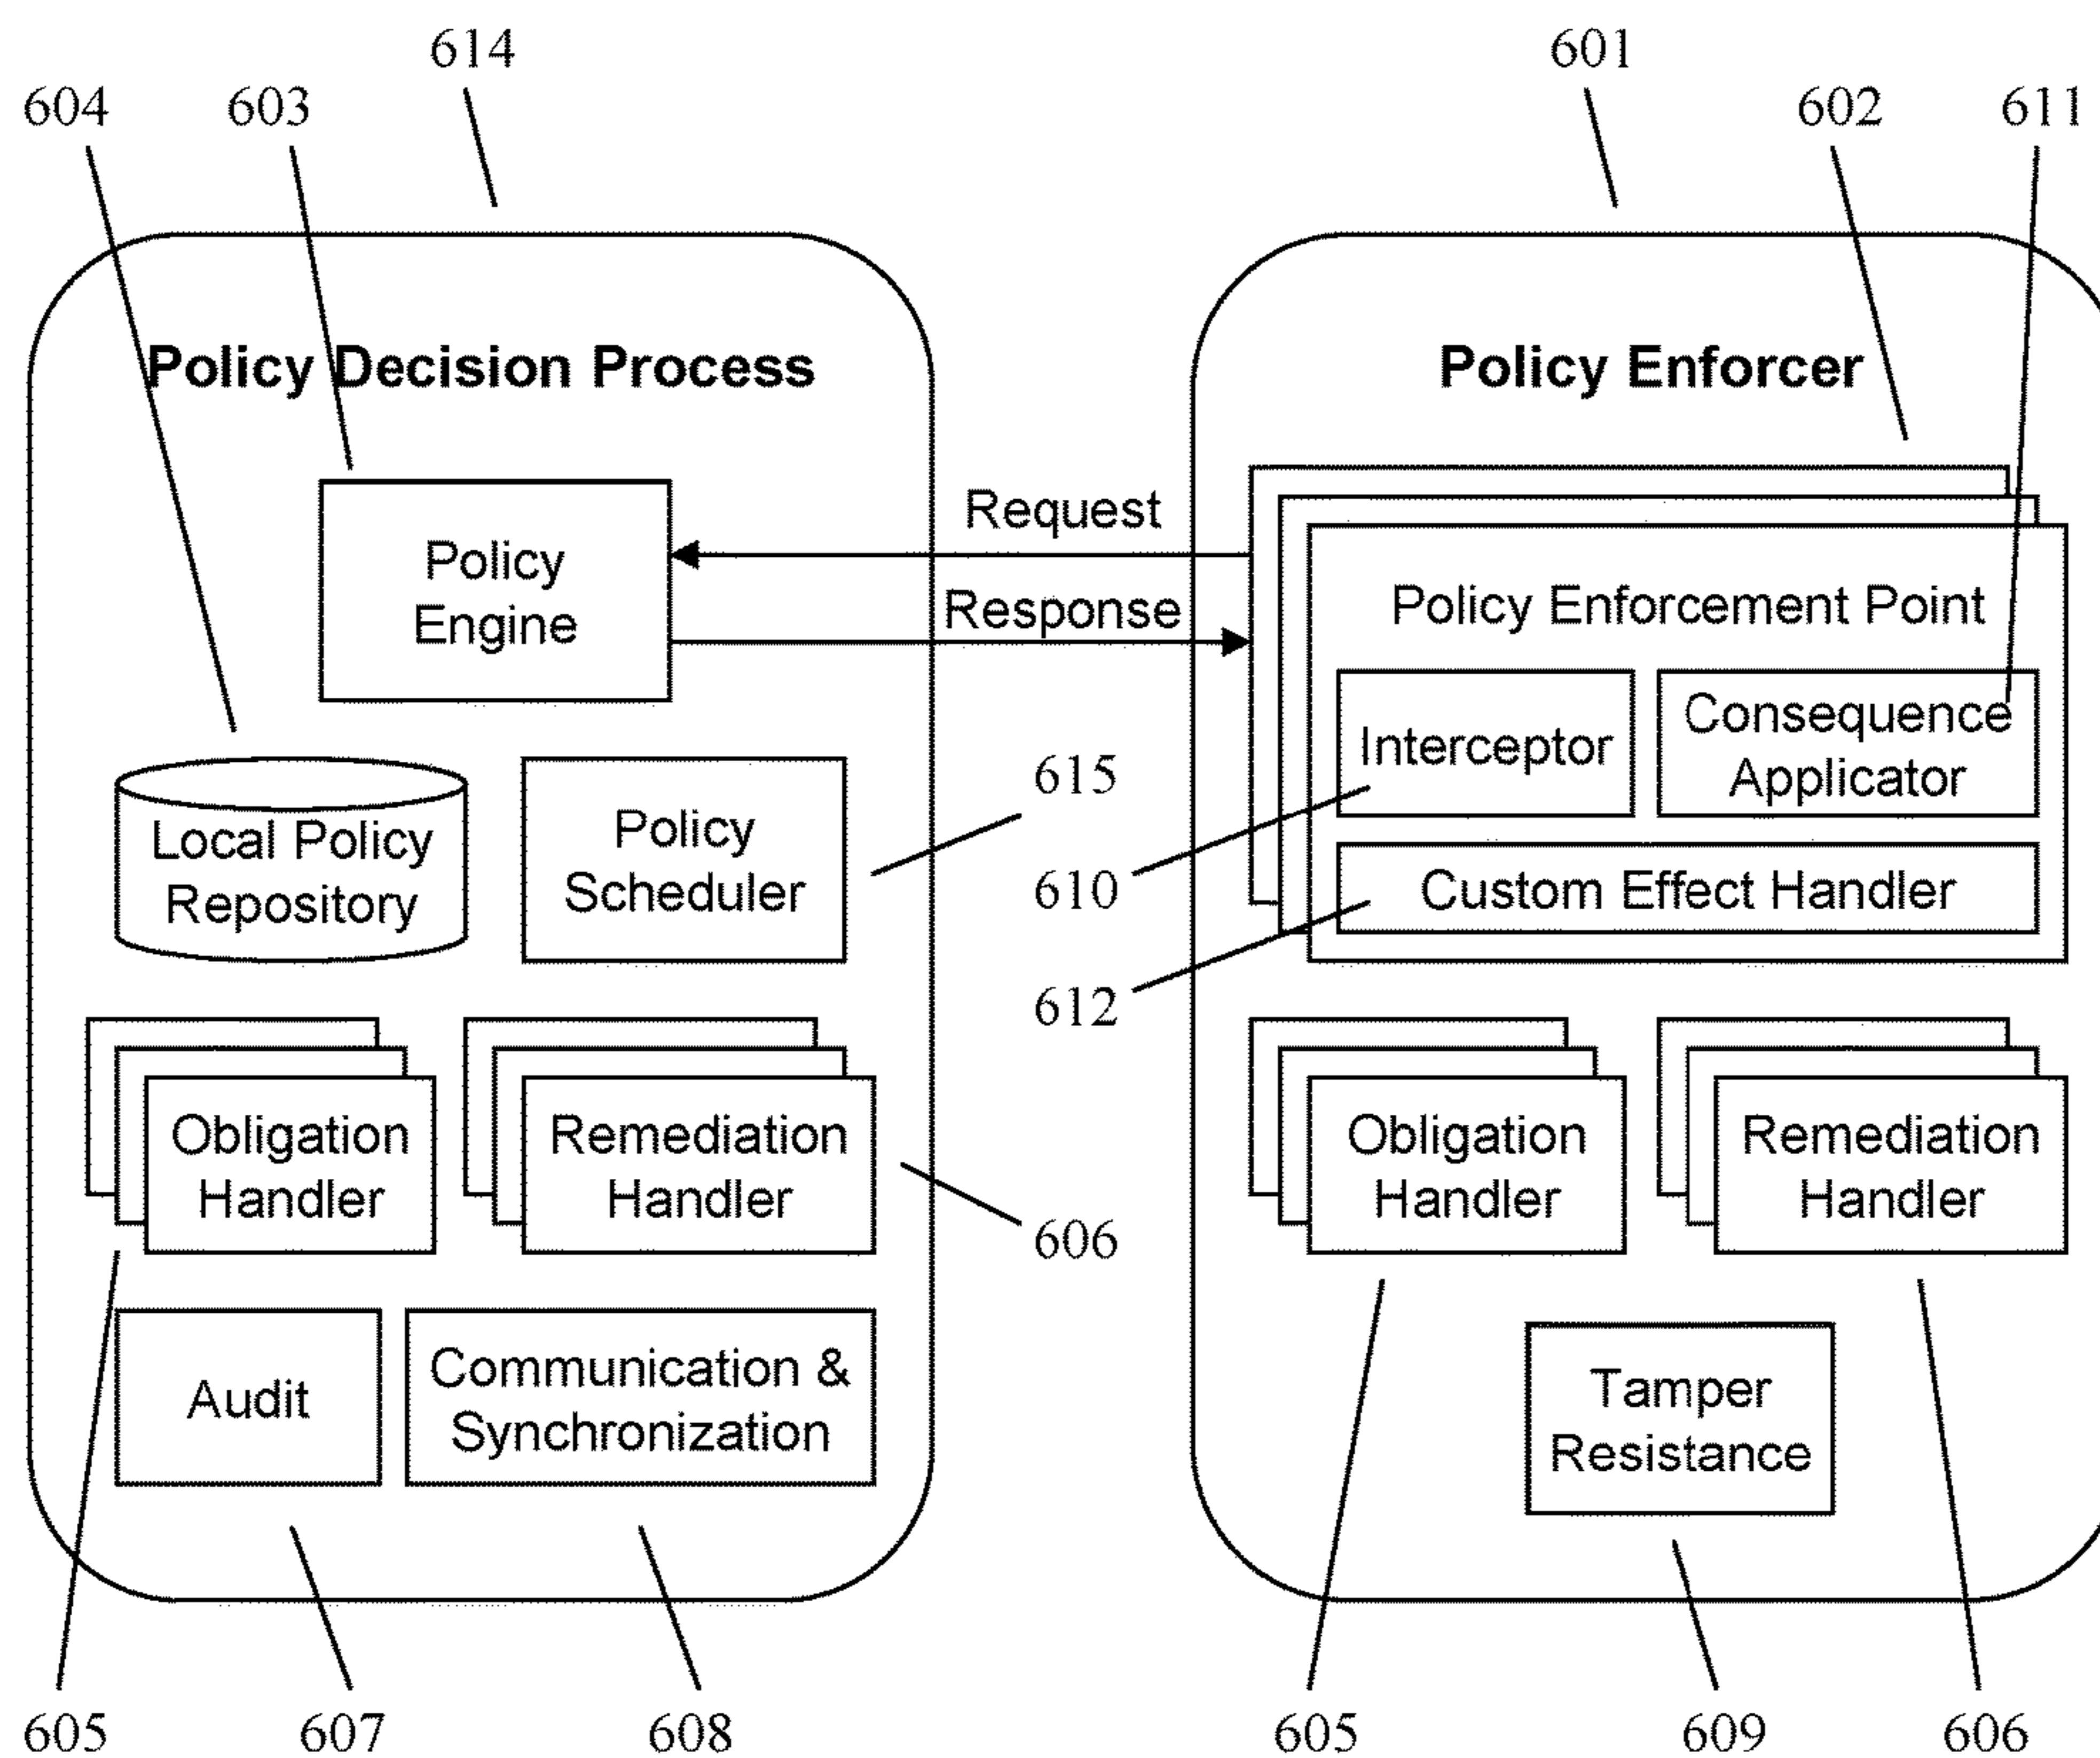 614
601
604
603
602
611
Policy Decision Process
Policy Enforcer
Policy
Engine
Request
Response
Policy Enforcement Point
Interceptor
Consequence
Applicator
Custom Effect Handler
Local Policy
Repository
Policy
Scheduler
615
610
612
Obligation
Handler
Remediation
Handler
606
Obligation
Handler
Remediation
Handler
Audit
Communication &
Synchronization
Tamper
Resistance
605
607
608
605
609
606